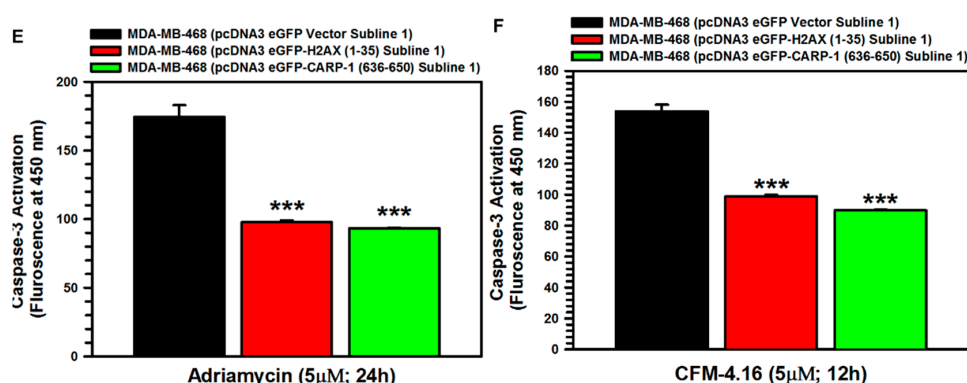 E
MDA-MB-468 (pcDNA3 eGFP Vector Subline 1)
MDA-MB-468 (pcDNA3 eGFP-H2AX (1-35) Subline 1)
MDA-MB-468 (pcDNA3 eGFP-CARP-1 (636-650) Subline 1)
Caspase-3 Activation
(Fluroscence at 450 nm)
200
150
100
50
0
***
***
Adriamycin (5μM; 24h)
F
MDA-MB-468 (pcDNA3 eGFP Vector Subline 1)
MDA-MB-468 (pcDNA3 eGFP-H2AX (1-35) Subline 1)
MDA-MB-468 (pcDNA3 eGFP-CARP-1 (636-650) Subline 1)
Caspase-3 Activation
(Fluroscence at 450 nm)
180
160
140
120
100
80
60
40
20
0
***
***
CFM-4.16 (5μM; 12h)